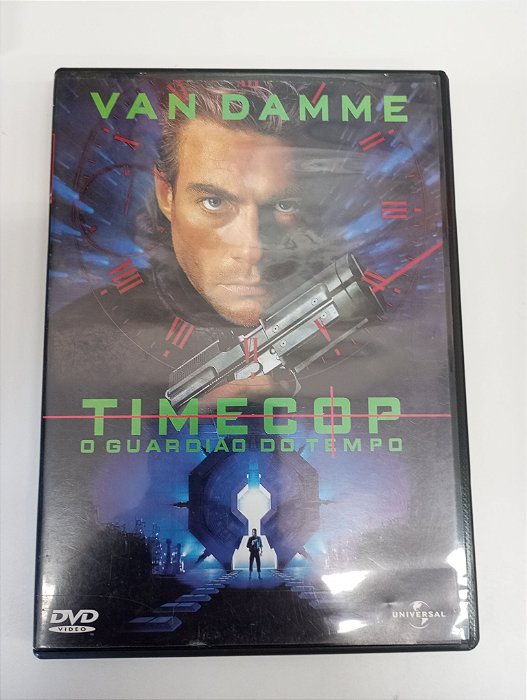 VAN DAMME
TIMECOP
O GUARDIÃO DO TEMPO
DVD
VIDEO
UNIVERSAL